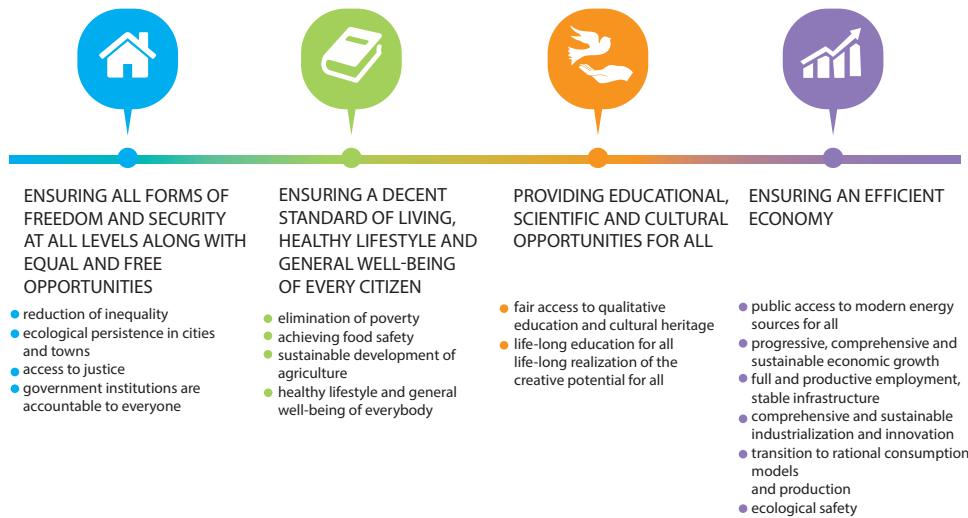 ENSURING ALL FORMS OF
FREEDOM AND SECURITY
AT ALL LEVELS ALONG WITH
EQUAL AND FREE
OPPORTUNITIES
reduction of inequality
ecological persistence in cities
and towns
access to justice
government institutions are
accountable to everyone
ENSURING A DECENT
STANDARD OF LIVING,
HEALTHY LIFESTYLE AND
GENERAL WELL-BEING
OF EVERY CITIZEN
elimination of poverty
achieving food safety
sustainable development of
agriculture
healthy lifestyle and general
well-being of everybody
PROVIDING EDUCATIONAL,
SCIENTIFIC AND CULTURAL
OPPORTUNITIES FOR ALL
fair access to qualitative
education and cultural heritage
life-long education for all
life-long realization of the
creative potential for all
ENSURING AN EFFICIENT
ECONOMY
public access to modern energy
sources for all
progressive, comprehensive and
sustainable economic growth
full and productive employment,
stable infrastructure
comprehensive and sustainable
industrialization and innovation
transition to rational consumption
models
and production
ecological safety